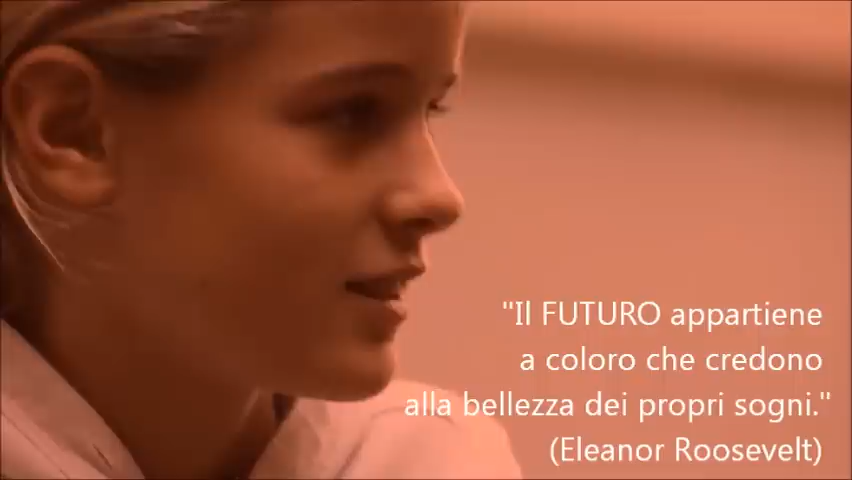 "Il FUTURO appartiene
a coloro che credono
alla bellezza dei propri sogni."
(Eleanor Roosevelt)